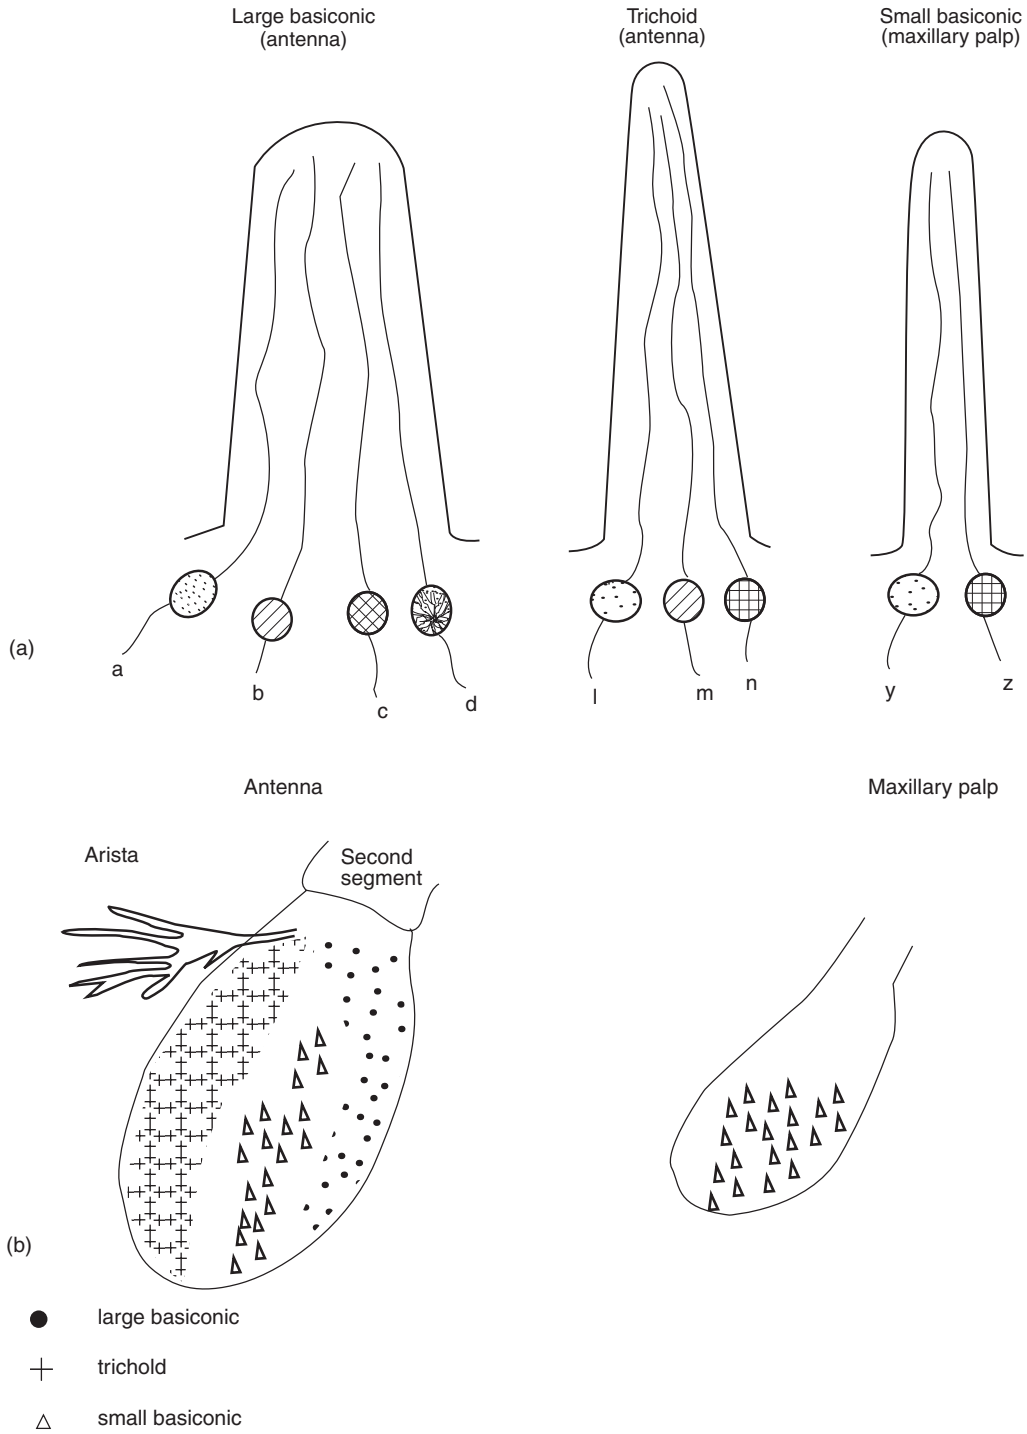 Large basiconic
(antenna)
Trichoid
(antenna)
Small basiconic
(maxillary palp)
a
b
c
d
l
m
n
y
z
(a)
Antenna
Maxillary palp
Arista
Second
segment
(b)
large basiconic
trichold
small basiconic